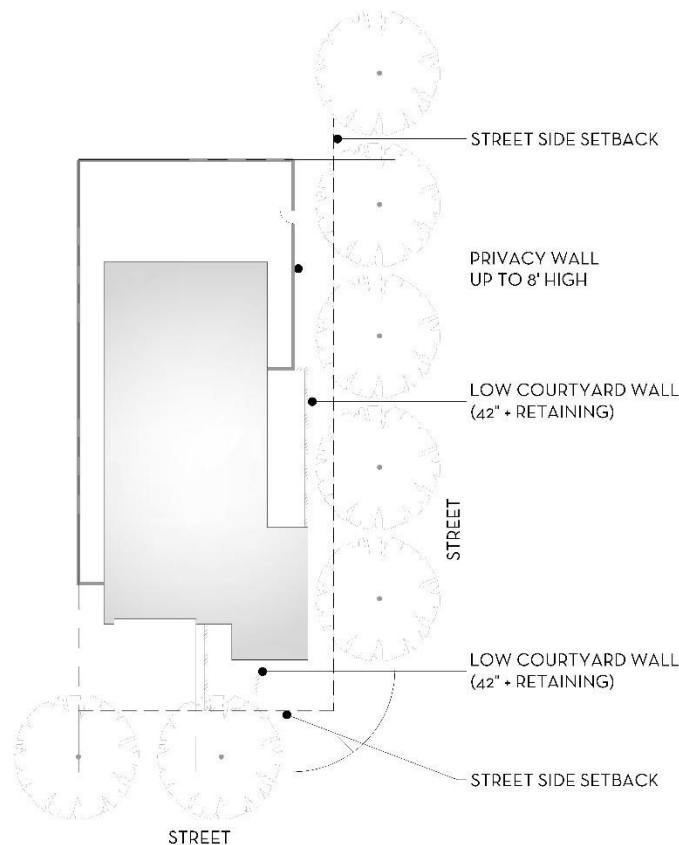 STREET SIDE SETBACK
PRIVACY WALL
UP TO 8' HIGH
LOW COURTYARD WALL
(42" + RETAINING)
STREET
LOW COURTYARD WALL
(42" + RETAINING)
STREET SIDE SETBACK
STREET